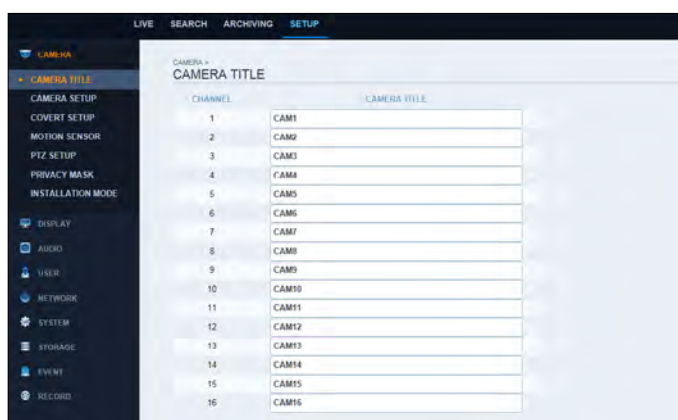 LIVE SEARCH ARCHIVING SETUP
CAMERA
CAMERA TITLE
CAMERA SETUP
COVERT SETUP
MOTION SENSOR
PTZ SETUP
PRIVACY MASK
INSTALLATION MODE
DISPLAY
AUDIO
USER
NETWORK
SYSTEM
STORAGE
EVENT
RECORD
CAMERA >
CAMERA TITLE
CHANNEL CAMERA TITLE
1 CAM1
2 CAM2
3 CAM3
4 CAM4
5 CAM5
6 CAM6
7 CAM7
8 CAM8
9 CAM9
10 CAM10
11 CAM11
12 CAM12
13 CAM13
14 CAM14
15 CAM15
16 CAM16